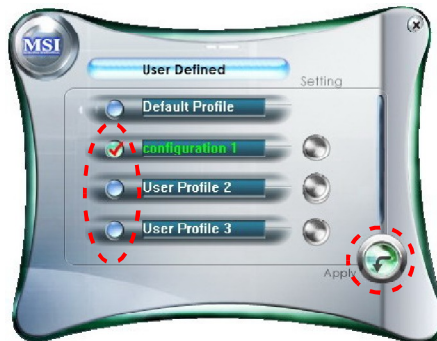 MSI
User Defined
Setting
Default Profile
configuration 1
User Profile 2
User Profile 3
Apply